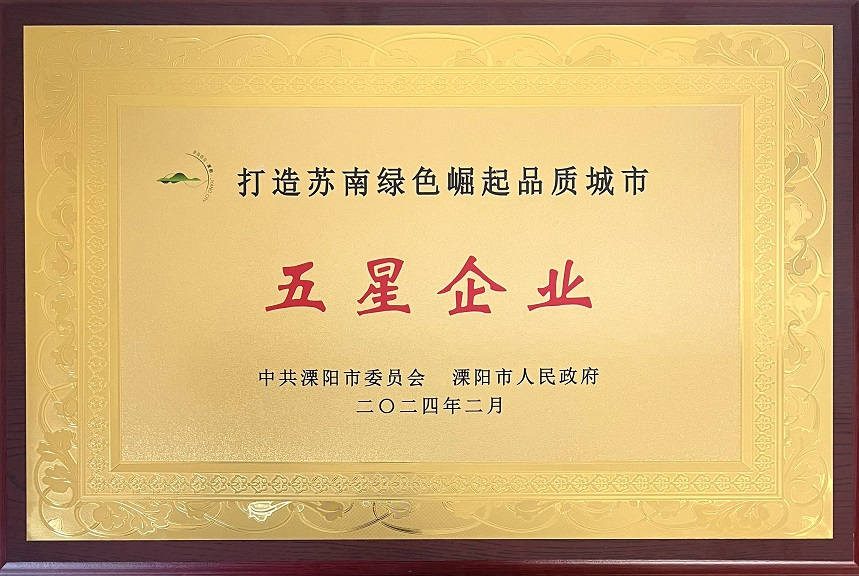 打造苏南绿色崛起品质城市
五星企业
中共溧阳市委员会 溧阳市人民政府
二〇二四年二月